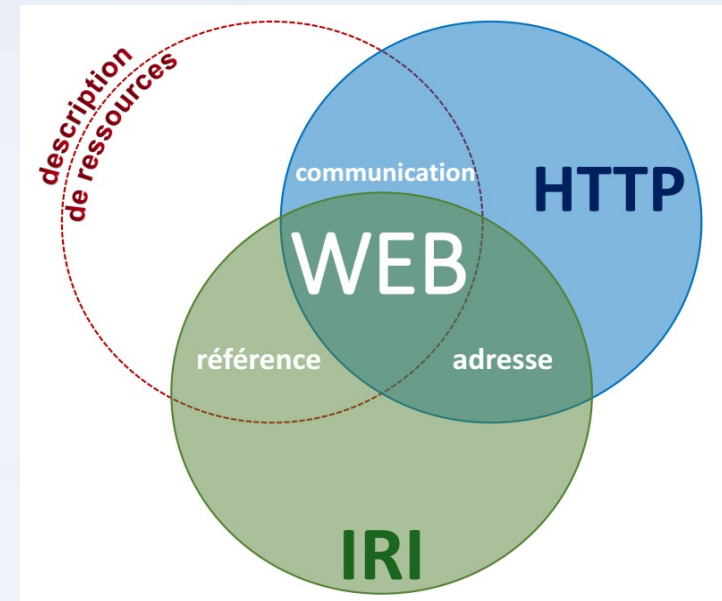 description
de ressources
communication
HTTP
WEB
référence
adresse
IRI